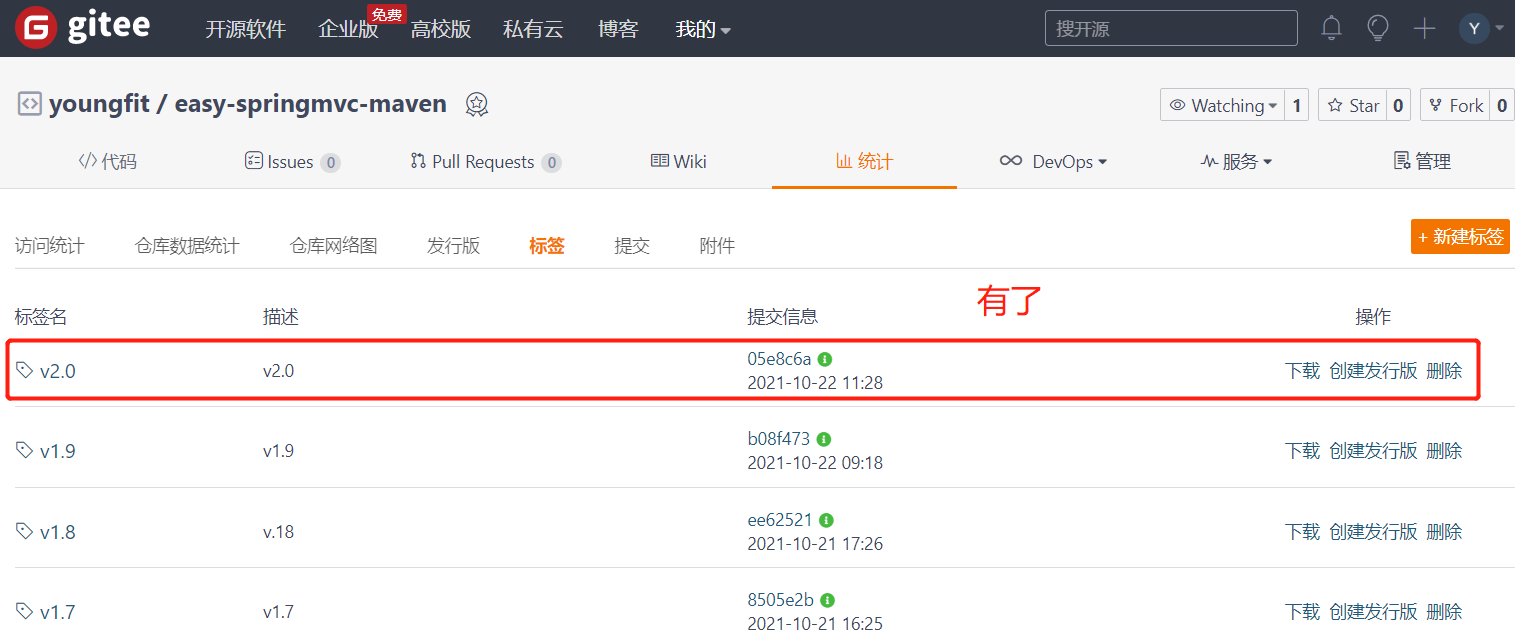 gitee 开源软件 企业版 免费 高校版 私有云 博客 我的 搜开源 Y
youngfit / easy-springmvc-maven Watching 1 Star 0 Fork 0
代码 Issues 0 Pull Requests 0 Wiki 统计 DevOps 服务 管理
访问统计 仓库数据统计 仓库网络图 发行版 标签 提交 附件 + 新建标签
有了
标签名 描述 提交信息 操作
v2.0 v2.0 05e8c6a 下载 创建发行版 删除
2021-10-22 11:28
v1.9 v1.9 b08f473 下载 创建发行版 删除
2021-10-22 09:18
v1.8 v.18 ee62521 下载 创建发行版 删除
2021-10-21 17:26
v1.7 v1.7 8505e2b 下载 创建发行版 删除
2021-10-21 16:25